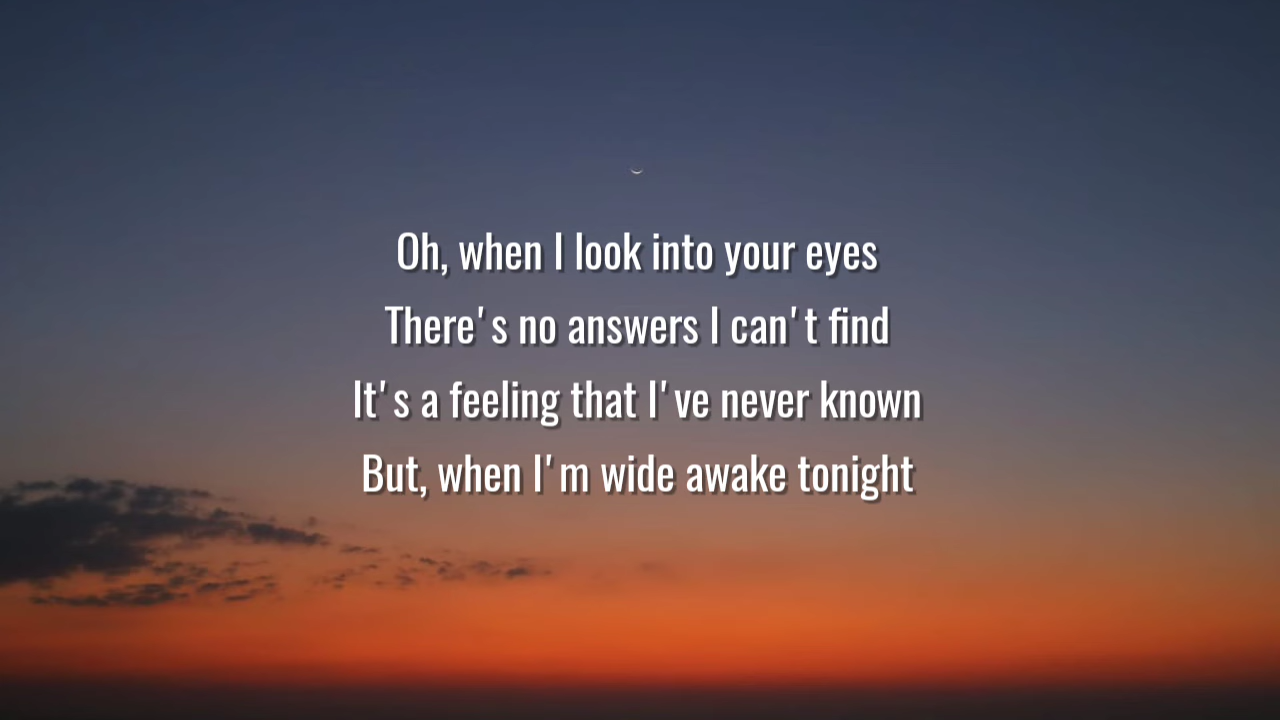 Oh, when I look into your eyes
There's no answers I can't find
It's a feeling that I've never known
But, when I'm wide awake tonight